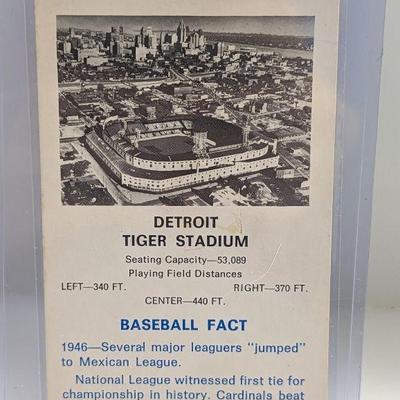 DETROIT
TIGER STADIUM
Seating Capacity—53,089
Playing Field Distances
LEFT—340 FT. RIGHT—370 FT.
CENTER—440 FT.
BASEBALL FACT
1946—Several major leaguers "jumped"
to Mexican League.
National League witnessed first tie for
championship in history. Cardinals beat